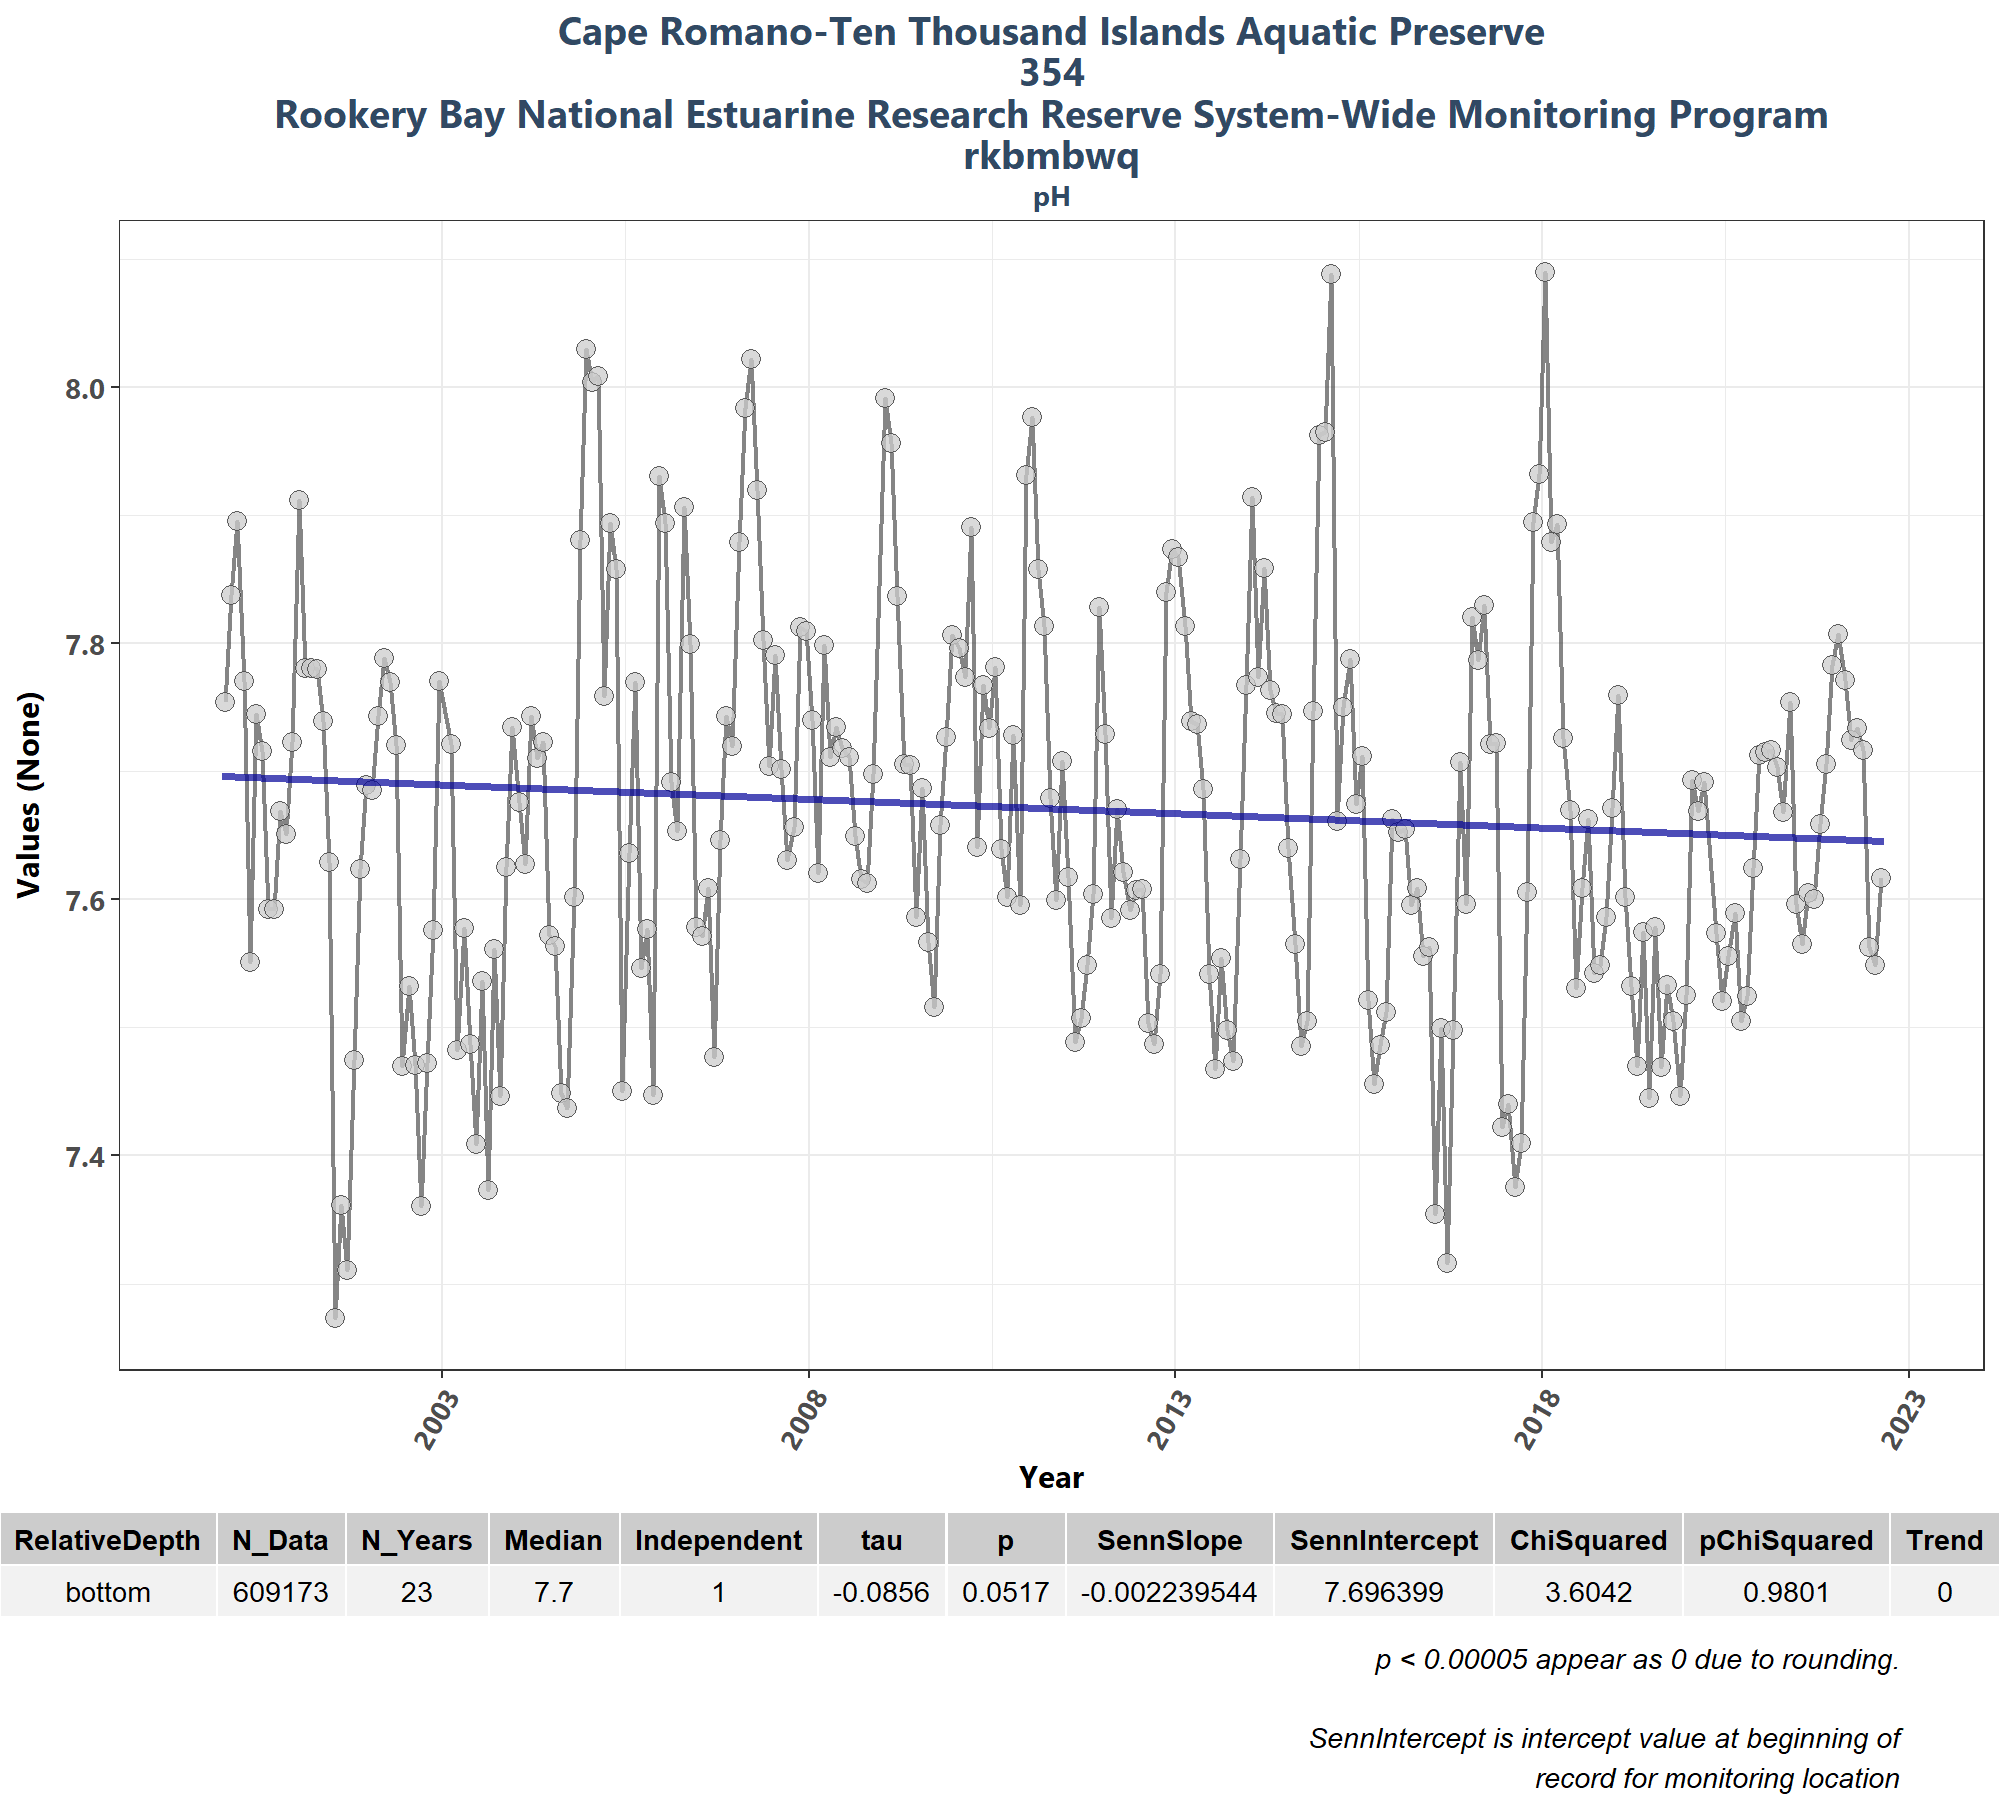 Cape Romano-Ten Thousand Islands Aquatic Preserve
354
Rookery Bay National Estuarine Research Reserve System-Wide Monitoring Program
rkbmbwq
pH
Values (None)
8.0
7.8
7.6
7.4
2003 2008 2013 2018 2023
Year
RelativeDepth N_Data N_Years Median Independent tau p SennSlope SennIntercept ChiSquared pChiSquared Trend
bottom 609173 23 7.7 1 -0.0856 0.0517 -0.002239544 7.696399 3.6042 0.9801 0
p < 0.00005 appear as 0 due to rounding.
SennIntercept is intercept value at beginning of
record for monitoring location